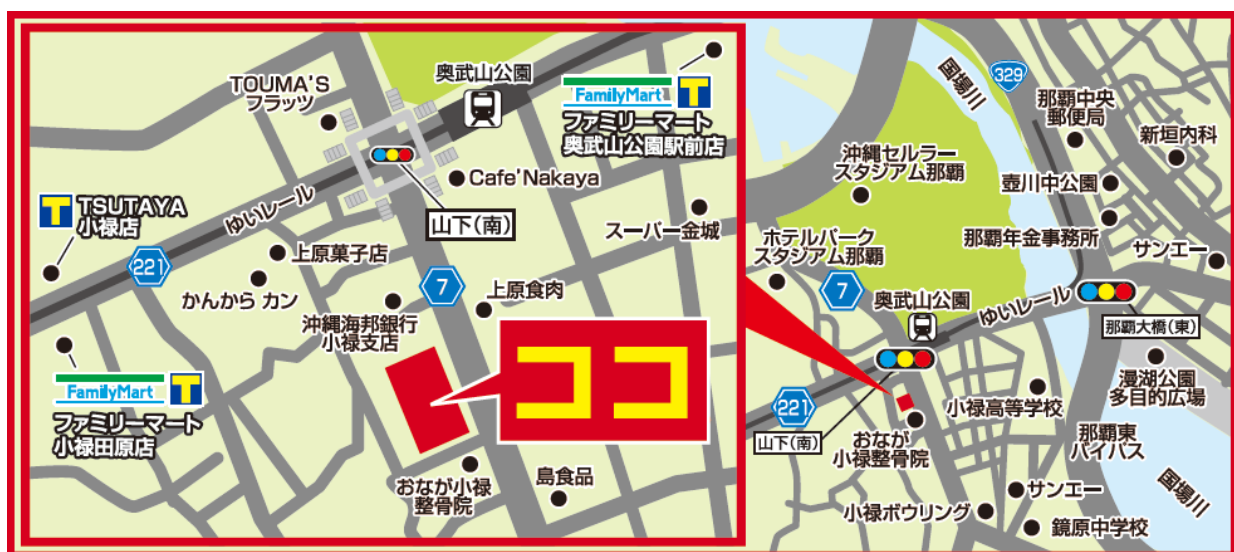 TOUMA'S
フラッツ
奥武山公園
FamilyMart
T
ファミリーマート
奥武山公園駅前店
Cafe'Nakaya
山下(南)
スーパー金城
T
TSUTAYA
小禄店
ゆいレール
221
上原菓子店
かんから カン
7
上原食肉
沖縄海邦銀行
小禄支店
ココ
FamilyMart
T
ファミリーマート
小禄田原店
おなが小禄
整骨院
島食品
国場川
329
那覇中央
郵便局
新垣内科
沖縄セルラー
スタジアム那覇
壺川中公園
那覇年金事務所
サンエー
ホテルパーク
スタジアム那覇
7
奥武山公園
ゆいレール
那覇大橋(東)
漫湖公園
多目的広場
221
山下(南)
小禄高等学校
おなが
小禄整骨院
那覇東
バイパス
国場川
サンエー
小禄ボウリング
鏡原中学校